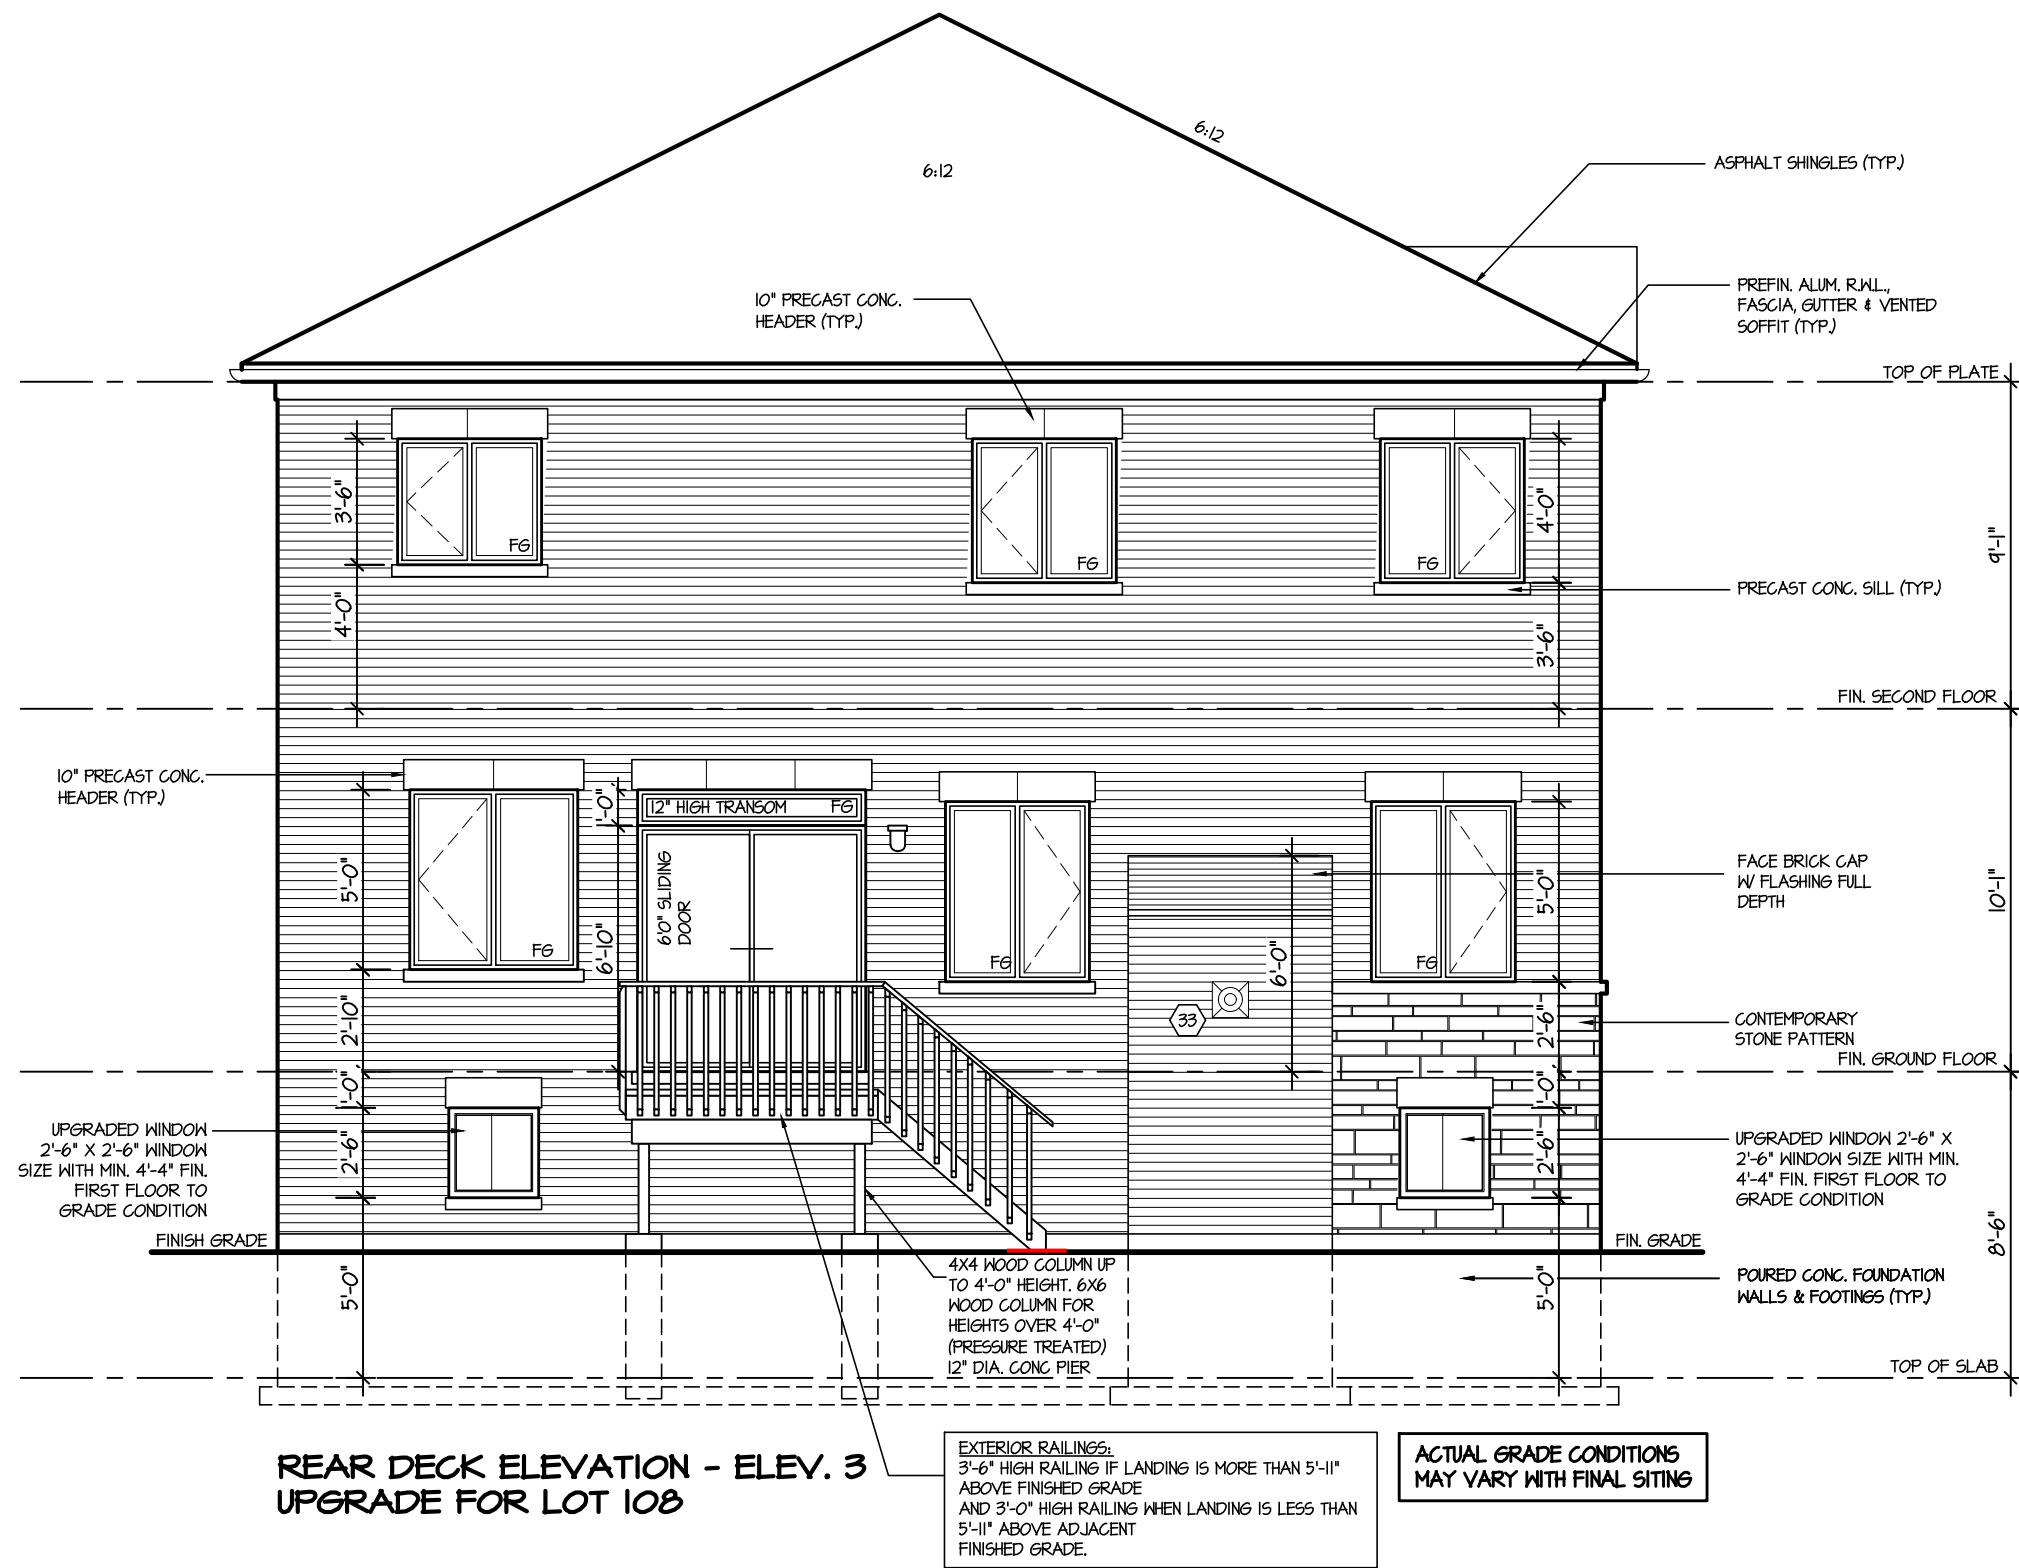 6:12
6:12
ASPHALT SHINGLES (TYP.)
10" PRECAST CONC.
HEADER (TYP.)
PREFIN. ALUM. R.W.L.,
FASCIA, GUTTER & VENTED
SOFFIT (TYP.)
TOP OF PLATE
3'-6"
FG
FG
FG
4'-0"
9'-1"
4'-0"
PRECAST CONC. SILL (TYP.)
3'-6"
FIN. SECOND FLOOR
10" PRECAST CONC.
HEADER (TYP.)
1'-0"
12" HIGH TRANSOM
FG
5'-0"
6'0" SLIDING
DOOR
6'-10"
FG
FG
FG
5'-0"
FACE BRICK CAP
W/ FLASHING FULL
DEPTH
10'-1"
6'-0"
33
2'-10"
2'-6"
CONTEMPORARY
STONE PATTERN
FIN. GROUND FLOOR
1'-0"
1'-0"
UPGRADED WINDOW
2'-6" X 2'-6" WINDOW
SIZE WITH MIN. 4'-4" FIN.
FIRST FLOOR TO
GRADE CONDITION
2'-6"
2'-6"
UPGRADED WINDOW 2'-6" X
2'-6" WINDOW SIZE WITH MIN.
4'-4" FIN. FIRST FLOOR TO
GRADE CONDITION
FINISH GRADE
FIN. GRADE
8'-6"
5'-0"
4X4 WOOD COLUMN UP
TO 4'-0" HEIGHT. 6X6
WOOD COLUMN FOR
HEIGHTS OVER 4'-0"
(PRESSURE TREATED)
12" DIA. CONC PIER
5'-0"
POURED CONC. FOUNDATION
WALLS & FOOTINGS (TYP.)
TOP OF SLAB
REAR DECK ELEVATION - ELEV. 3
UPGRADE FOR LOT 108
EXTERIOR RAILINGS:
3'-6" HIGH RAILING IF LANDING IS MORE THAN 5'-11"
ABOVE FINISHED GRADE
AND 3'-0" HIGH RAILING WHEN LANDING IS LESS THAN
5'-11" ABOVE ADJACENT
FINISHED GRADE.
ACTUAL GRADE CONDITIONS
MAY VARY WITH FINAL SITING